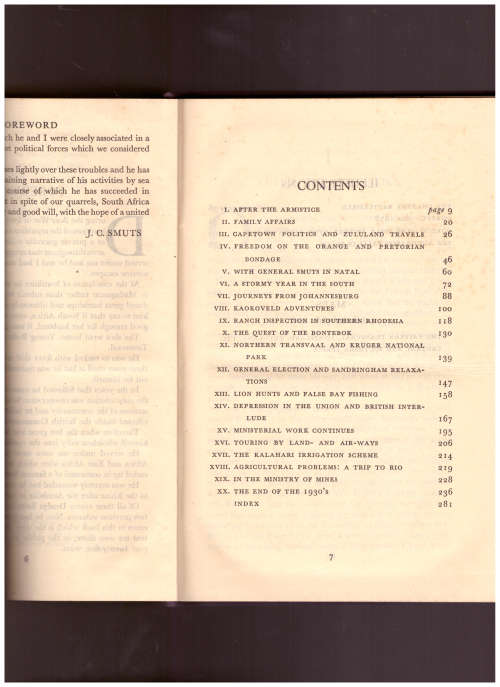 OREWORD
ch he and I were closely associated in a
political forces which we considered
es lightly over these troubles and he has
aining narrative of his activities by sea
course of which he has succeeded in
in spite of our quarrels, South Africa
and good will, with the hope of a united
J. C. SMUTS
6
CONTENTS
I. AFTER THE ARMISTICE page 9
II. FAMILY AFFAIRS 20
III. CAPETOWN POLITICS AND ZULULAND TRAVELS 26
IV. FREEDOM ON THE ORANGE AND PRETORIAN
BONDAGE 46
V. WITH GENERAL SMUTS IN NATAL 60
VI. A STORMY YEAR IN THE SOUTH 72
VII. JOURNEYS FROM JOHANNESBURG 88
VIII. KAOKOVELD ADVENTURES 100
IX. RANCH INSPECTION IN SOUTHERN RHODESIA 118
X. THE QUEST OF THE BONTEBOK 130
XI. NORTHERN TRANSVAAL AND KRUGER NATIONAL
PARK 139
XII. GENERAL ELECTION AND SANDRINGHAM RELAXA-
TIONS 147
XIII. LION HUNTS AND FALSE BAY FISHING 158
XIV. DEPRESSION IN THE UNION AND BRITISH INTER-
LUDE 167
XV. MINISTERIAL WORK CONTINUES 195
XVI. TOURING BY LAND- AND AIR-WAYS 206
XVII. THE KALAHARI IRRIGATION SCHEME 214
XVIII. AGRICULTURAL PROBLEMS: A TRIP TO RIO 219
XIX. IN THE MINISTRY OF MINES 228
XX. THE END OF THE 1930'S 236
INDEX 281
7